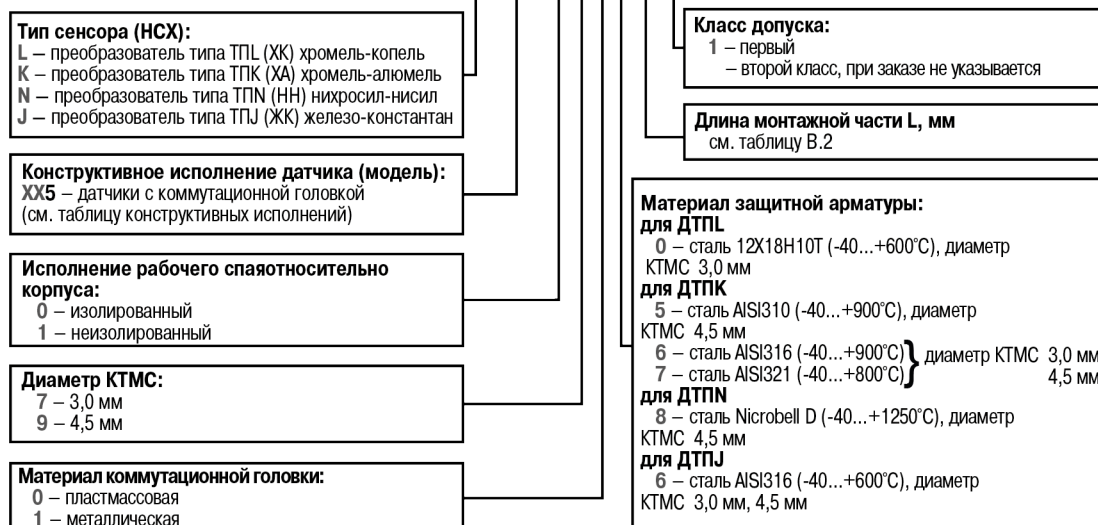 Тип сенсора (НСХ):
L – преобразователь типа ТПL (ХК) хромель-копель
K – преобразователь типа ТПК (ХА) хромель-алюмель
N – преобразователь типа ТПN (НН) нихросил-нисил
J – преобразователь типа ТПJ (ЖК) железо-константан
Конструктивное исполнение датчика (модель):
ХХ5 – датчики с коммутационной головкой
(см. таблицу конструктивных исполнений)
Исполнение рабочего спаяотносительно
корпуса:
0 – изолированный
1 – неизолированный
Диаметр КТМС:
7 – 3,0 мм
9 – 4,5 мм
Материал коммутационной головки:
0 – пластмассовая
1 – металлическая
Класс допуска:
1 – первый
– второй класс, при заказе не указывается
Длина монтажной части L, мм
см. таблицу В.2
Материал защитной арматуры:
для ДТПL
0 – сталь 12Х18Н10Т (-40...+600°С), диаметр
КТМС 3,0 мм
для ДТПК
5 – сталь AISI310 (-40...+900°С), диаметр
КТМС 4,5 мм
6 – сталь AISI316 (-40...+900°С) } диаметр КТМС 3,0 мм
7 – сталь AISI321 (-40...+800°С) 4,5 мм
для ДТПN
8 – сталь Nicrobell D (-40...+1250°С), диаметр
КТМС 4,5 мм
для ДТПJ
6 – сталь AISI316 (-40...+600°С), диаметр
КТМС 3,0 мм, 4,5 мм